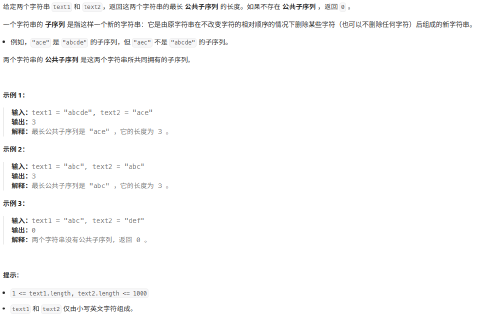 给定两个字符串 text1 和 text2，返回这两个字符串的最长 公共子序列 的长度。如果不存在 公共子序列 ，返回 0 。
一个字符串的 子序列 是指这样一个新的字符串：它是由原字符串在不改变字符的相对顺序的情况下删除某些字符（也可以不删除任何字符）后组成的新字符串。
• 例如，"ace" 是 "abcde" 的子序列，但 "aec" 不是 "abcde" 的子序列。
两个字符串的 公共子序列 是这两个字符串所共同拥有的子序列。
示例 1：
输入：text1 = "abcde", text2 = "ace"
输出：3
解释：最长公共子序列是 "ace" ，它的长度为 3 。
示例 2：
输入：text1 = "abc", text2 = "abc"
输出：3
解释：最长公共子序列是 "abc" ，它的长度为 3 。
示例 3：
输入：text1 = "abc", text2 = "def"
输出：0
解释：两个字符串没有公共子序列，返回 0 。
提示：
• 1 <= text1.length, text2.length <= 1000
• text1 和 text2 仅由小写英文字符组成。